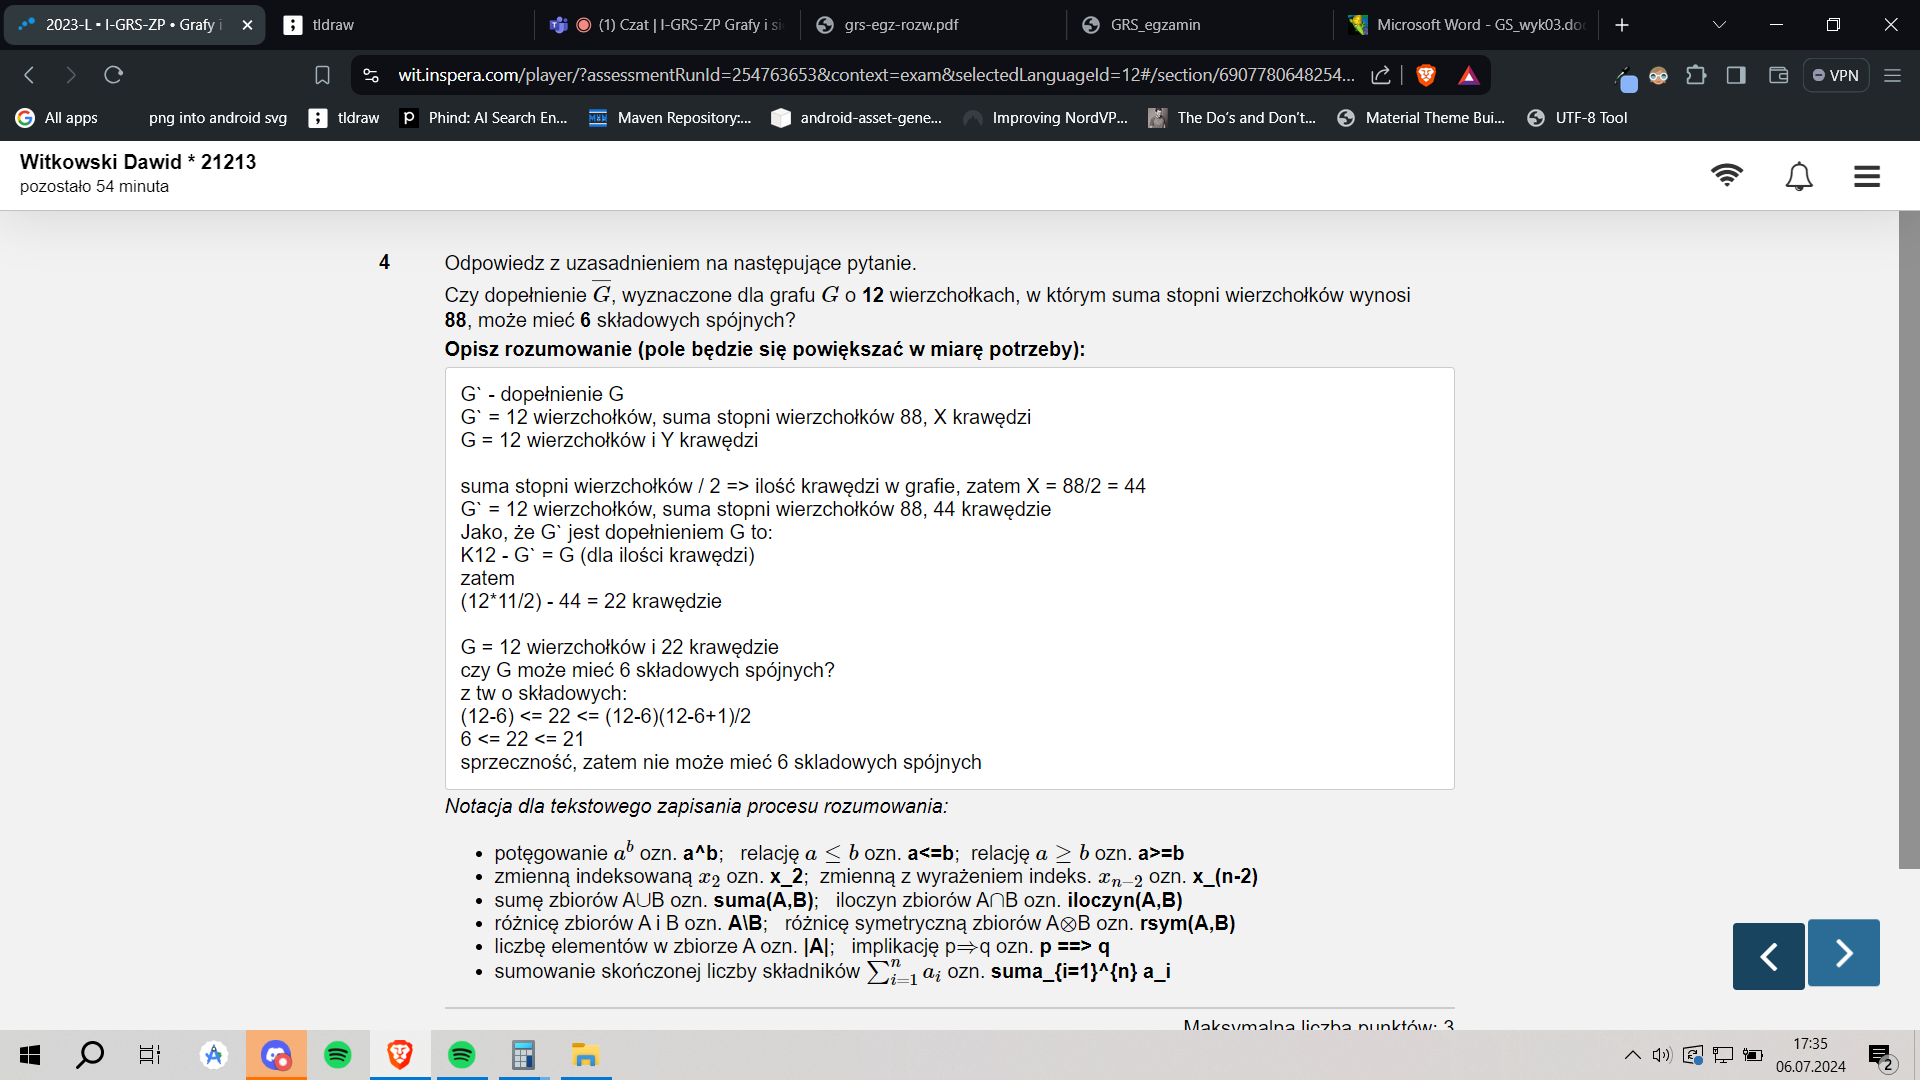 2023-L • I-GRS-ZP • Grafy i
tldraw
(1) Czat | I-GRS-ZP Grafy i si
grs-egz-rozw.pdf
GRS_egzamin
Microsoft Word - GS_wyk03.doc
wit.inspera.com/player/?assessmentRunId=254763653&context=exam&selectedLanguageId=12#/section/6907780648254...
VPN
All apps
png into android svg
tldraw
Phind: AI Search En...
Maven Repository:...
android-asset-gene...
Improving NordVP...
The Do's and Don't...
Material Theme Bui...
UTF-8 Tool
Witkowski Dawid * 21213
pozostało 54 minuta
4
Odpowiedz z uzasadnieniem na następujące pytanie.
Czy dopełnienie G̅, wyznaczone dla grafu G o 12 wierzchołkach, w którym suma stopni wierzchołków wynosi
88, może mieć 6 składowych spójnych?
Opisz rozumowanie (pole będzie się powiększać w miarę potrzeby):
G` - dopełnienie G
G` = 12 wierzchołków, suma stopni wierzchołków 88, X krawędzi
G = 12 wierzchołków i Y krawędzi
suma stopni wierzchołków / 2 => ilość krawędzi w grafie, zatem X = 88/2 = 44
G` = 12 wierzchołków, suma stopni wierzchołków 88, 44 krawędzie
Jako, że G` jest dopełnieniem G to:
K12 - G` = G (dla ilości krawędzi)
zatem
(12*11/2) - 44 = 22 krawędzie
G = 12 wierzchołków i 22 krawędzie
czy G może mieć 6 składowych spójnych?
z tw o składowych:
(12-6) <= 22 <= (12-6)(12-6+1)/2
6 <= 22 <= 21
sprzeczność, zatem nie może mieć 6 skladowych spójnych
Notacja dla tekstowego zapisania procesu rozumowania:
• potęgowanie a^b ozn. a^b; relację a ≤ b ozn. a<=b; relację a ≥ b ozn. a>=b
• zmienną indeksowaną x₂ ozn. x_2; zmienną z wyrażeniem indeks. xₙ₋₂ ozn. x_(n-2)
• sumę zbiorów A∪B ozn. suma(A,B); iloczyn zbiorów A∩B ozn. iloczyn(A,B)
• różnicę zbiorów A i B ozn. A\B; różnicę symetryczną zbiorów A⊗B ozn. rsym(A,B)
• liczbę elementów w zbiorze A ozn. |A|; implikację p⇒q ozn. p ==> q
• sumowanie skończonej liczby składników ∑ⁿᵢ₌₁ aᵢ ozn. suma_{i=1}^{n} a_i
Maksymalna liczba punktów: 3
17:35
06.07.2024
2